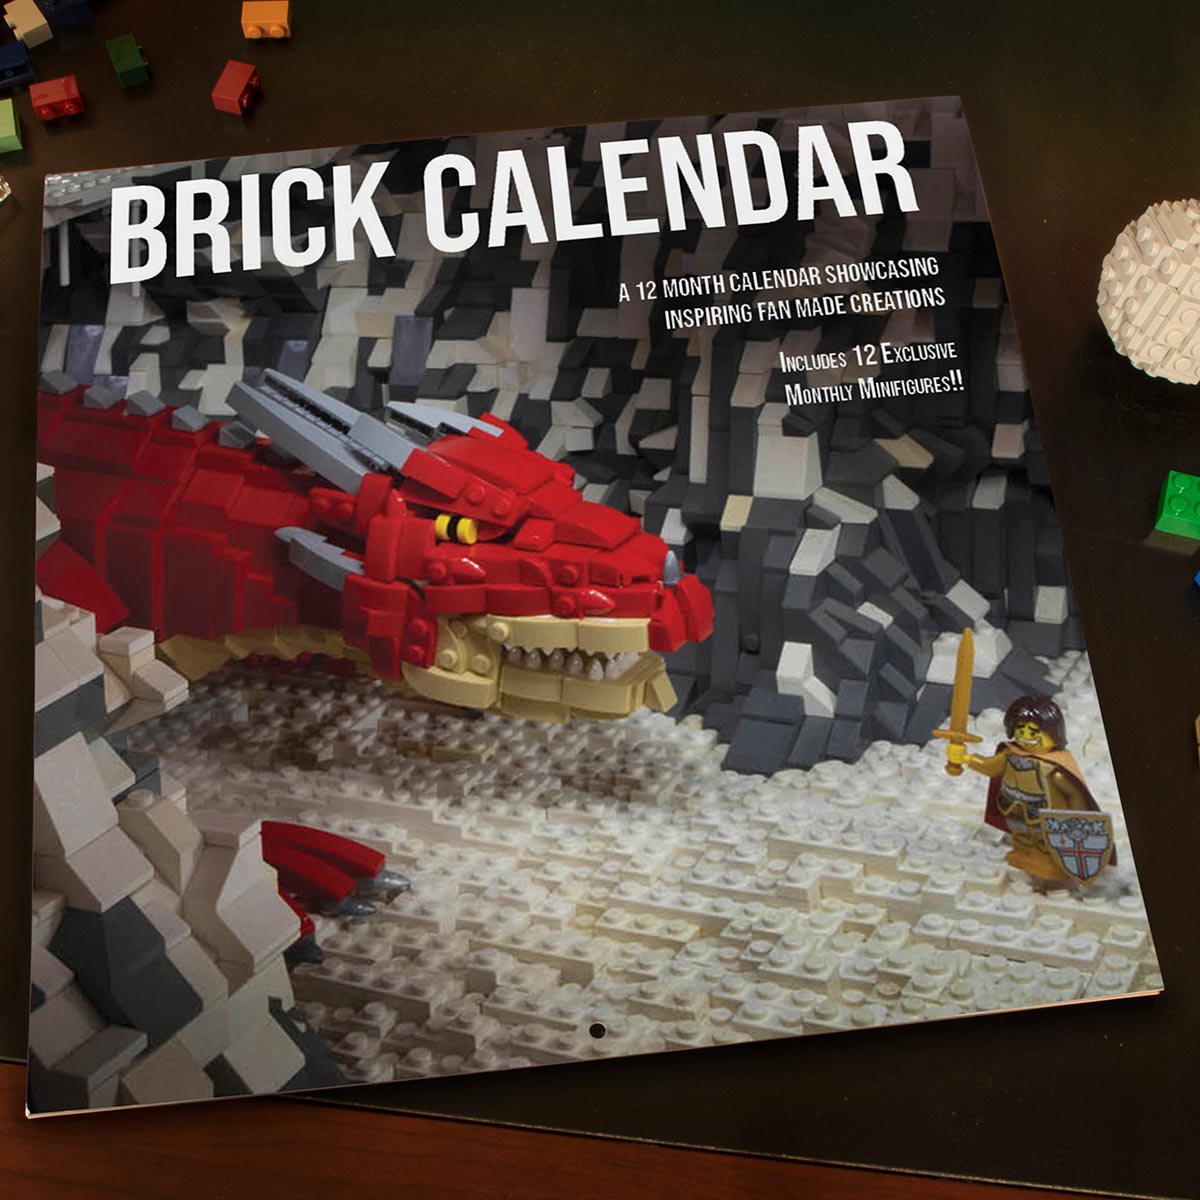 BRICK CALENDAR
A 12 MONTH CALENDAR SHOWCASING
INSPIRING FAN MADE CREATIONS
Includes 12 Exclusive
Monthly Minifigures!!